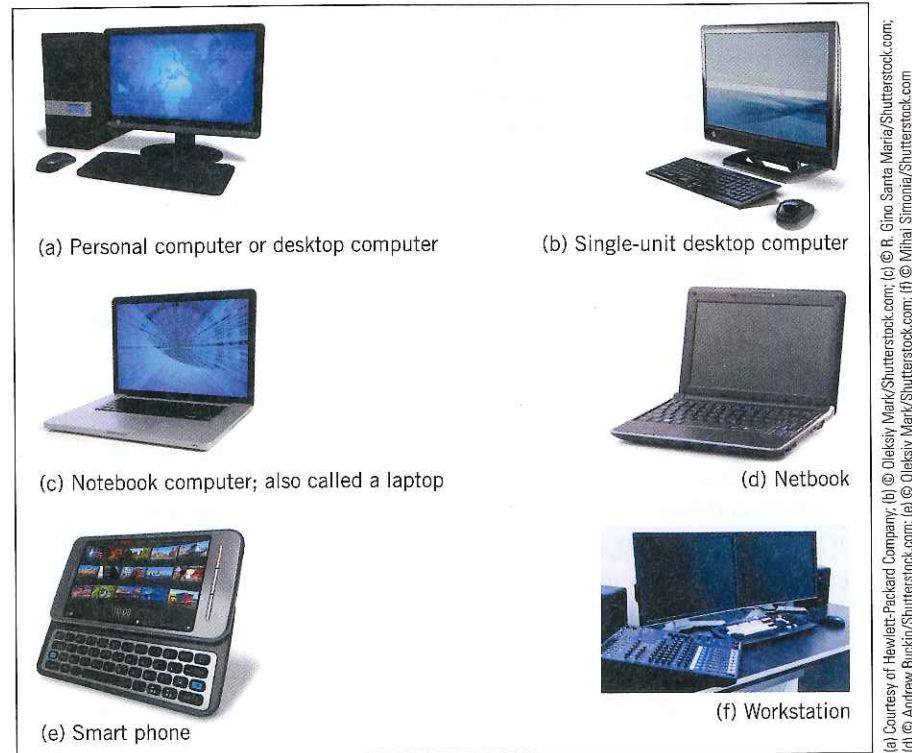 (a) Personal computer or desktop computer
(b) Single-unit desktop computer
(c) Notebook computer; also called a laptop
(d) Netbook
(e) Smart phone
(f) Workstation
(a) Courtesy of Hewlett-Packard Company; (b) © Oleksiy Mark/Shutterstock.com; (c) © R. Gino Santa Maria/Shutterstock.com;
(d) © Andrew Buckin/Shutterstock.com; (e) © Oleksiy Mark/Shutterstock.com; (f) © Mihai Simonia/Shutterstock.com